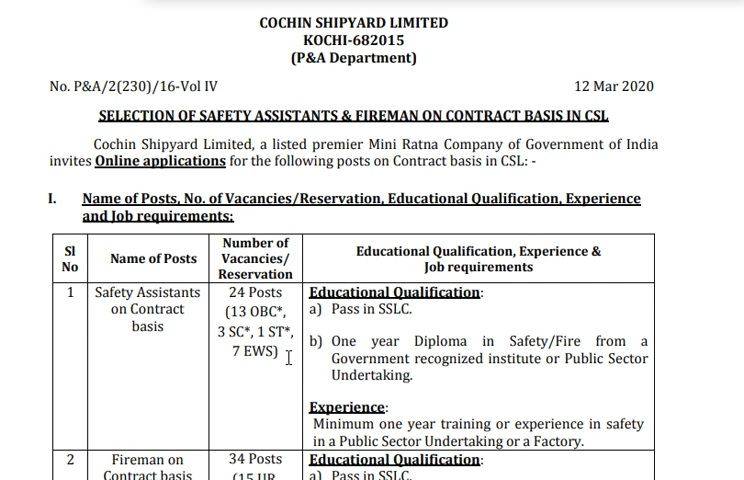 COCHIN SHIPYARD LIMITED
KOCHI-682015
(P&A Department)
No. P&A/2(230)/16-Vol IV 12 Mar 2020
SELECTION OF SAFETY ASSISTANTS & FIREMAN ON CONTRACT BASIS IN CSL
Cochin Shipyard Limited, a listed premier Mini Ratna Company of Government of India
invites Online applications for the following posts on Contract basis in CSL: -
I. Name of Posts, No. of Vacancies/Reservation, Educational Qualification, Experience
and Job requirements:
Sl
No
Name of Posts
Number of
Vacancies/
Reservation
Educational Qualification, Experience &
Job requirements
1
Safety Assistants
on Contract
basis
24 Posts
(13 OBC*,
3 SC*, 1 ST*,
7 EWS)
Educational Qualification:
a) Pass in SSLC.
b) One year Diploma in Safety/Fire from a
Government recognized institute or Public Sector
Undertaking.
Experience:
Minimum one year training or experience in safety
in a Public Sector Undertaking or a Factory.
2
Fireman on
Contract basis
34 Posts
(15 UR
Educational Qualification:
a) Pass in SSLC.